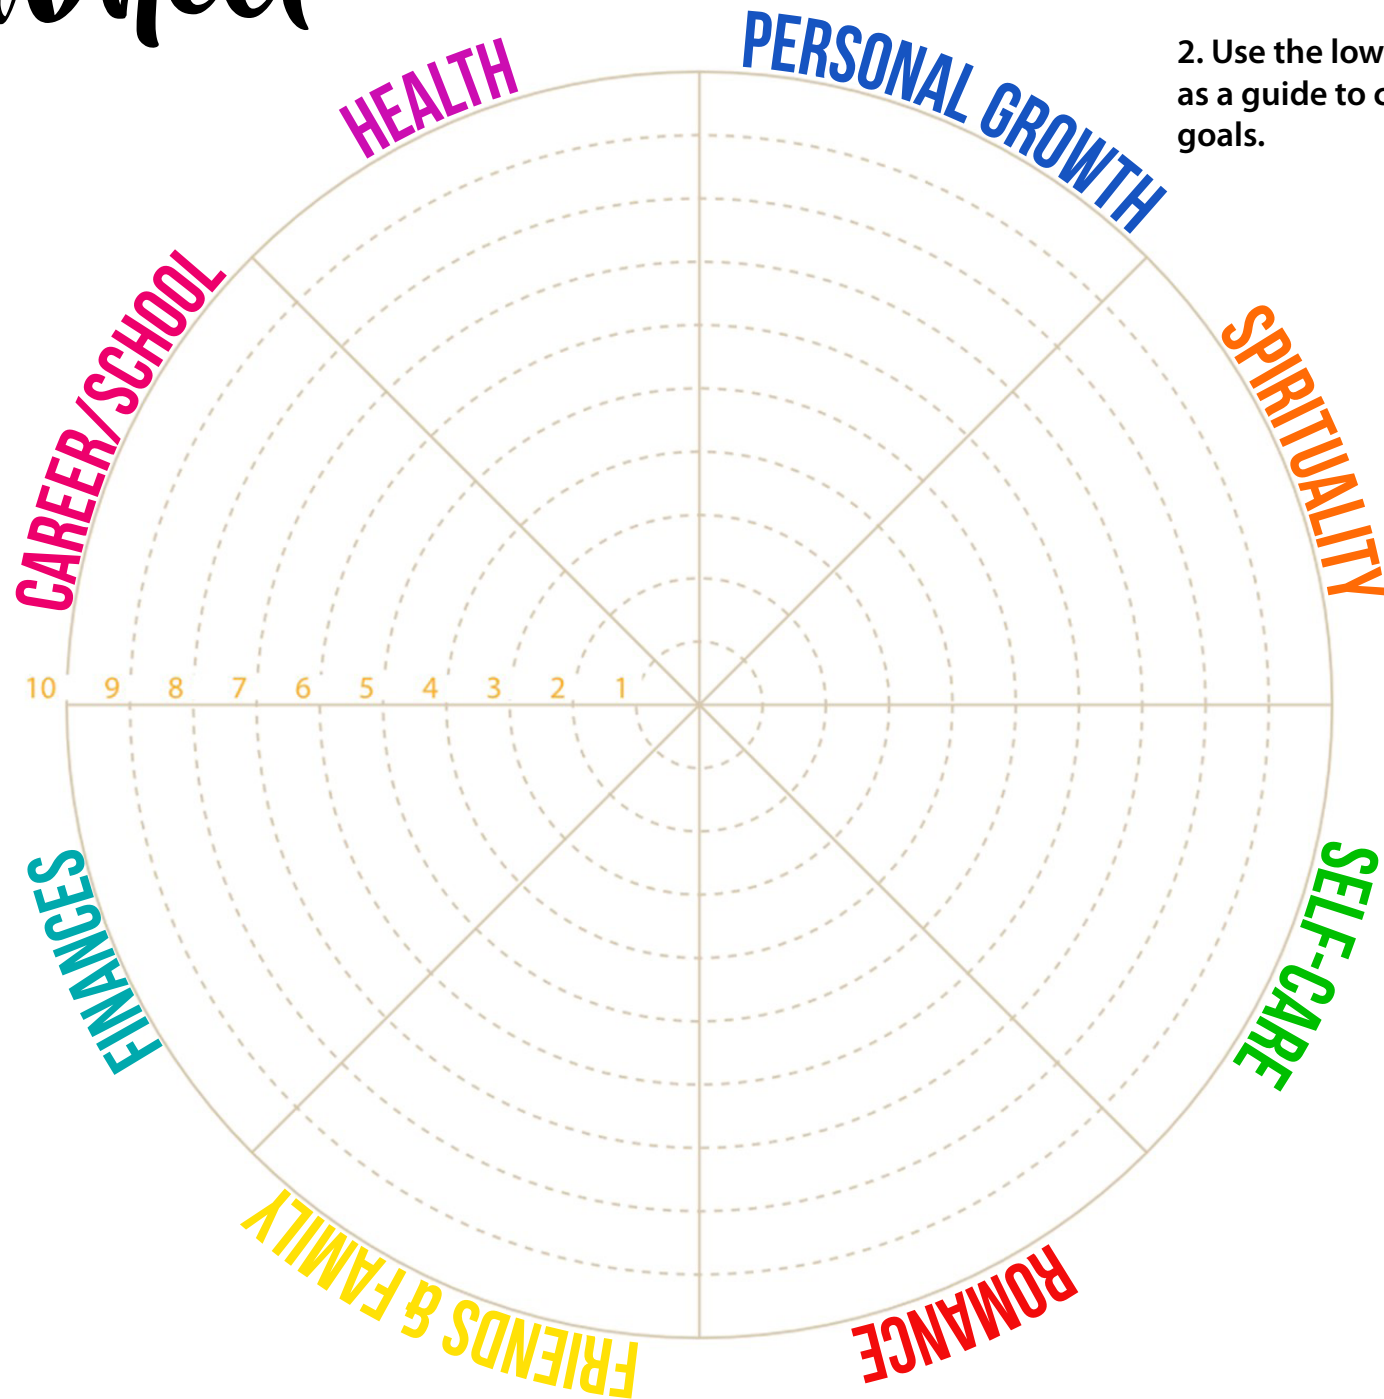 2. Use the low
as a guide to
goals.
HEALTH
PERSONAL GROWTH
CAREER/SCHOOL
SPIRITUALITY
10 9 8 7 6 5 4 3 2 1
FINANCES
SELF-CARE
FRIENDS & FAMILY
ROMANCE